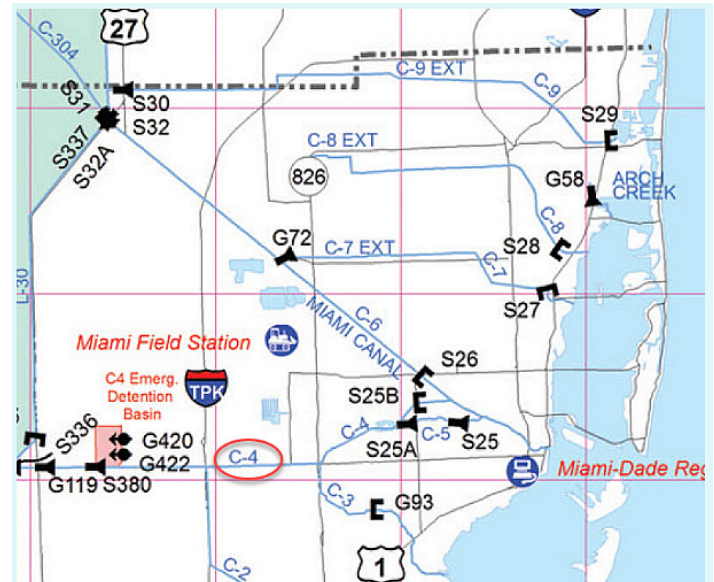 27
C-304
C-9 EXT
S31
S30
C-9
S32
S29
S337
S32A
C-8 EXT
826
G58
ARCH
CREEK
C-8
G72
S28
C-7 EXT
C-7
L-30
C-6
S27
MIAMI CANAL
Miami Field Station
C4 Emerg.
Detention
Basin
TPK
S26
S25B
S336
G420
C-4
C-5
S25
S25A
G422
C-4
Miami-Dade Reg
G119
S380
C-3
G93
C-2
1